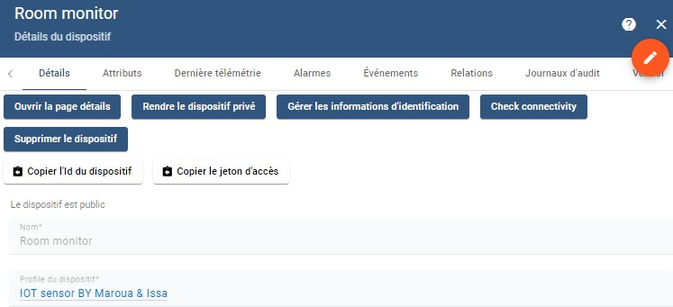 Room monitor
Détails du dispositif
Détails Attributs Dernière télémétrie Alarmes Événements Relations Journaux d'audit
Ouvrir la page détails Rendre le dispositif privé Gérer les informations d'identification Check connectivity
Supprimer le dispositif
Copier l'Id du dispositif Copier le jeton d'accès
Le dispositif est public
Nom*
Room monitor
Profile du dispositif*
IOT sensor BY Maroua & Issa